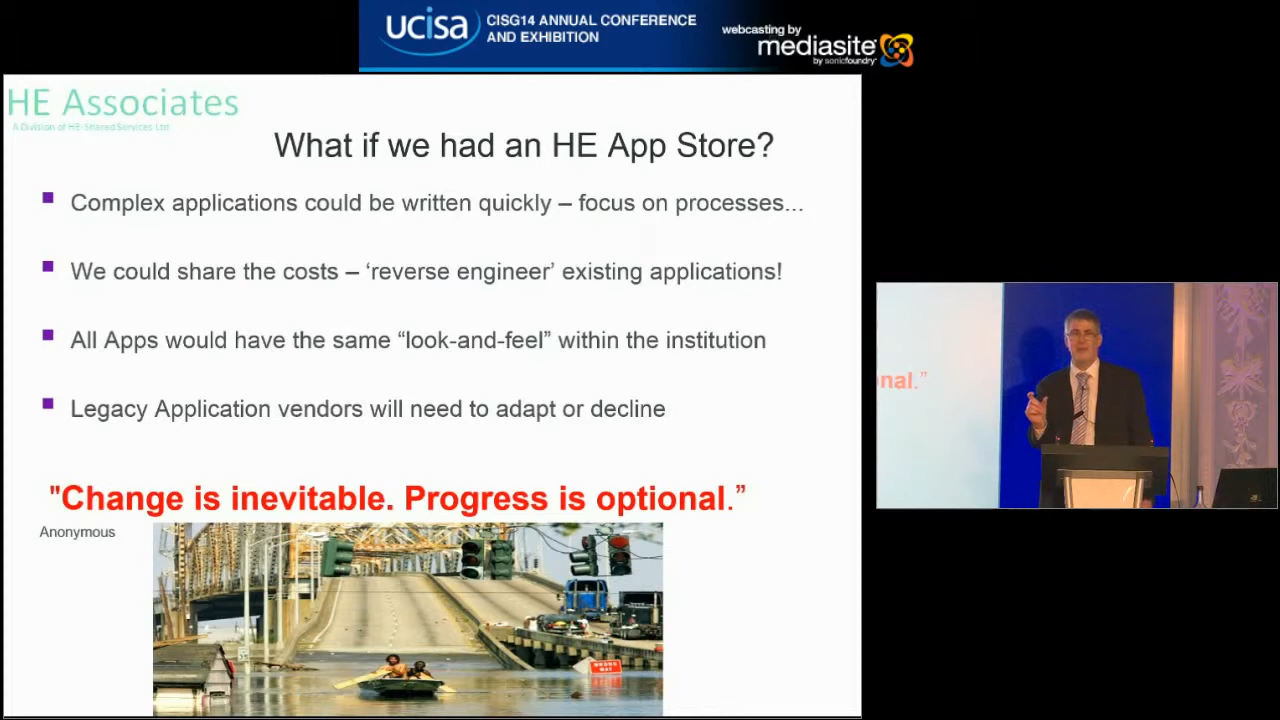 ucisa
CISG14 ANNUAL CONFERENCE
AND EXHIBITION
webcasting by
mediasite
by sonicfoundry
HE Associates
A Division of HE-Shared Services Ltd
What if we had an HE App Store?
Complex applications could be written quickly – focus on processes...
We could share the costs – ‘reverse engineer’ existing applications!
All Apps would have the same “look-and-feel” within the institution
Legacy Application vendors will need to adapt or decline
"Change is inevitable. Progress is optional.”
Anonymous
WRONG
WAY
nal.”